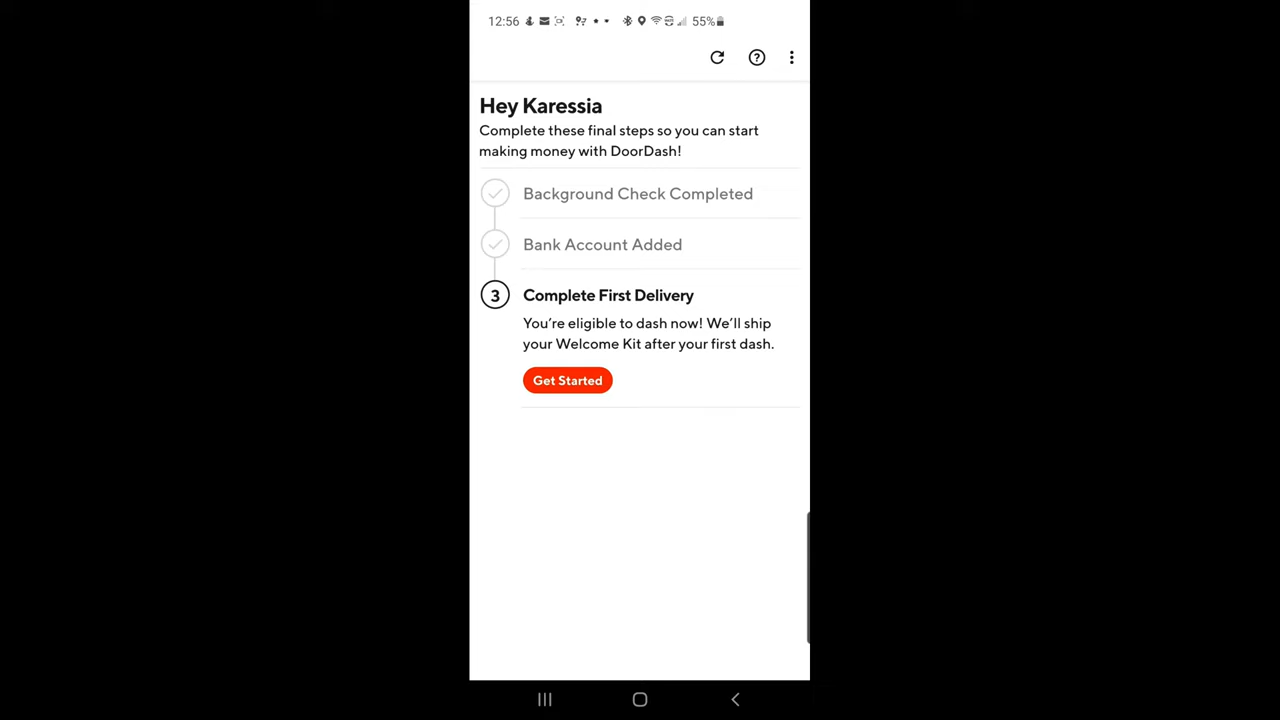 12:56 55%
Hey Karessia
Complete these final steps so you can start
making money with DoorDash!
Background Check Completed
Bank Account Added
3 Complete First Delivery
You’re eligible to dash now! We’ll ship
your Welcome Kit after your first dash.
Get Started